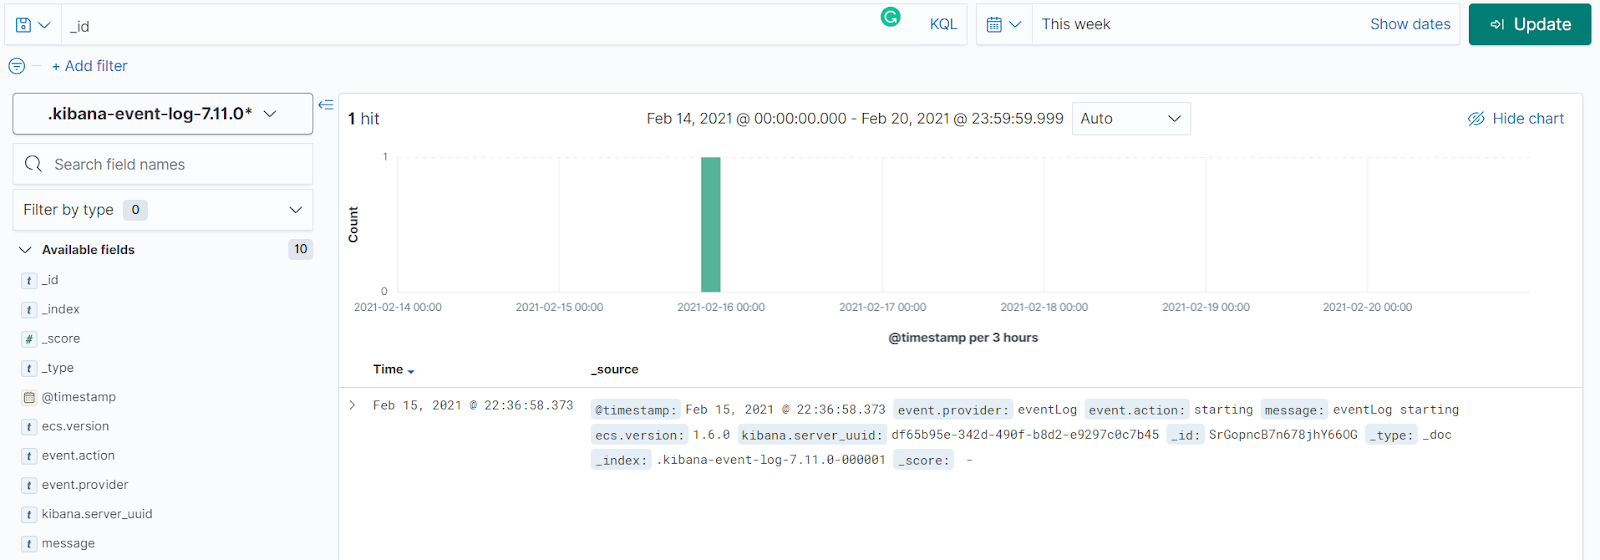 _id KQL This week Show dates Update
+ Add filter
.kibana-event-log-7.11.0*
Search field names
Filter by type 0
Available fields 10
t _id
t _index
# _score
t _type
@timestamp
t ecs.version
t event.action
t event.provider
t kibana.server_uuid
t message
1 hit Feb 14, 2021 @ 00:00:00.000 - Feb 20, 2021 @ 23:59:59.999 Auto Hide chart
1
Count
0
2021-02-14 00:00 2021-02-15 00:00 2021-02-16 00:00 2021-02-17 00:00 2021-02-18 00:00 2021-02-19 00:00 2021-02-20 00:00
@timestamp per 3 hours
Time _source
Feb 15, 2021 @ 22:36:58.373 @timestamp: Feb 15, 2021 @ 22:36:58.373 event.provider: eventLog event.action: starting message: eventLog starting
ecs.version: 1.6.0 kibana.server_uuid: df65b95e-342d-490f-b8d2-e9297c0c7b45 _id: SrGopncB7n678jhY66OG _type: _doc
_index: .kibana-event-log-7.11.0-000001 _score: -